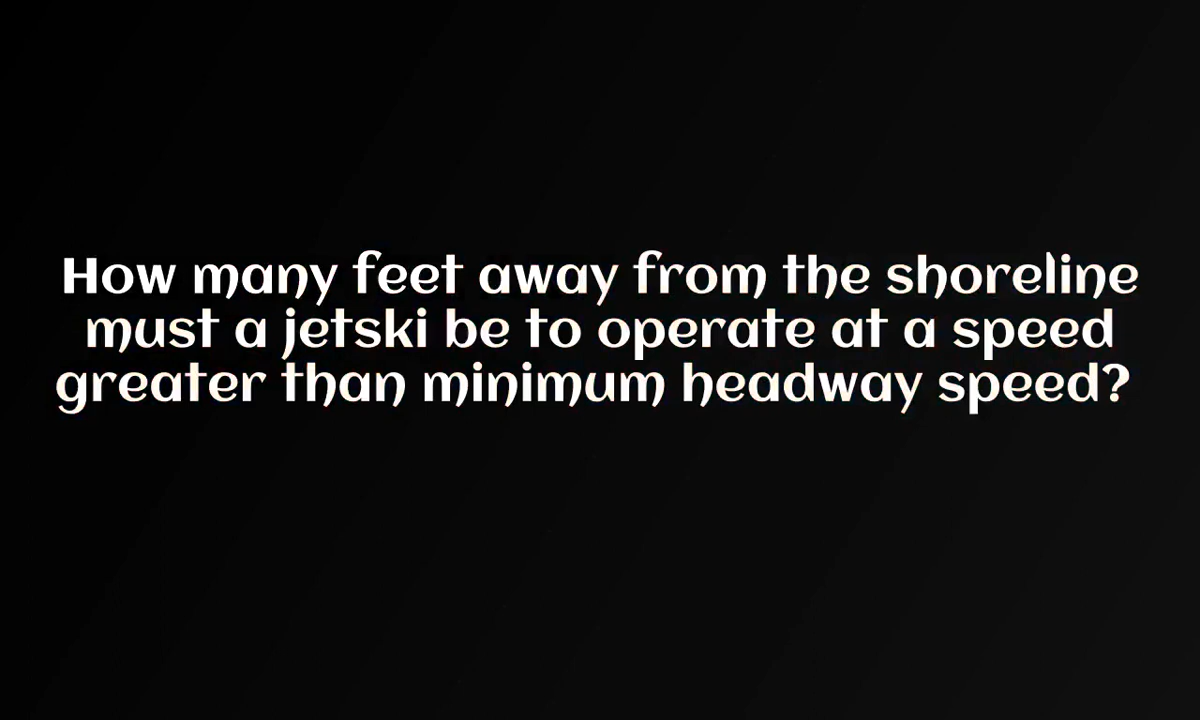 How many feet away from the shoreline
must a jetski be to operate at a speed
greater than minimum headway speed?